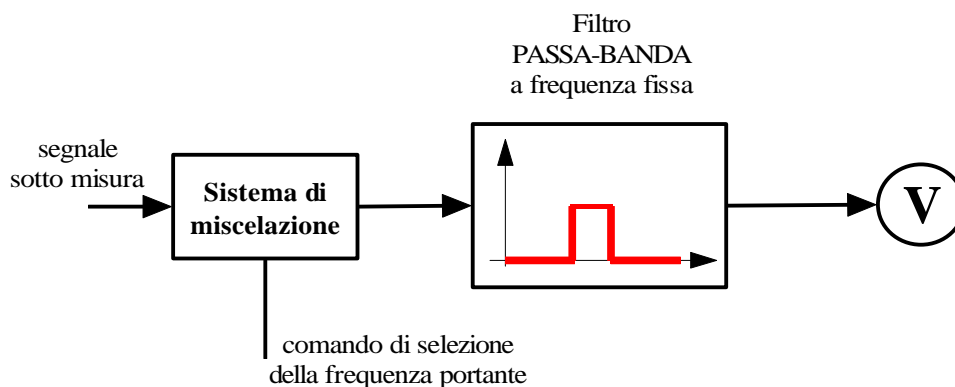 Filtro
PASSA-BANDA
a frequenza fissa
segnale
sotto misura
Sistema di
miscelazione
V
comando di selezione
della frequenza portante